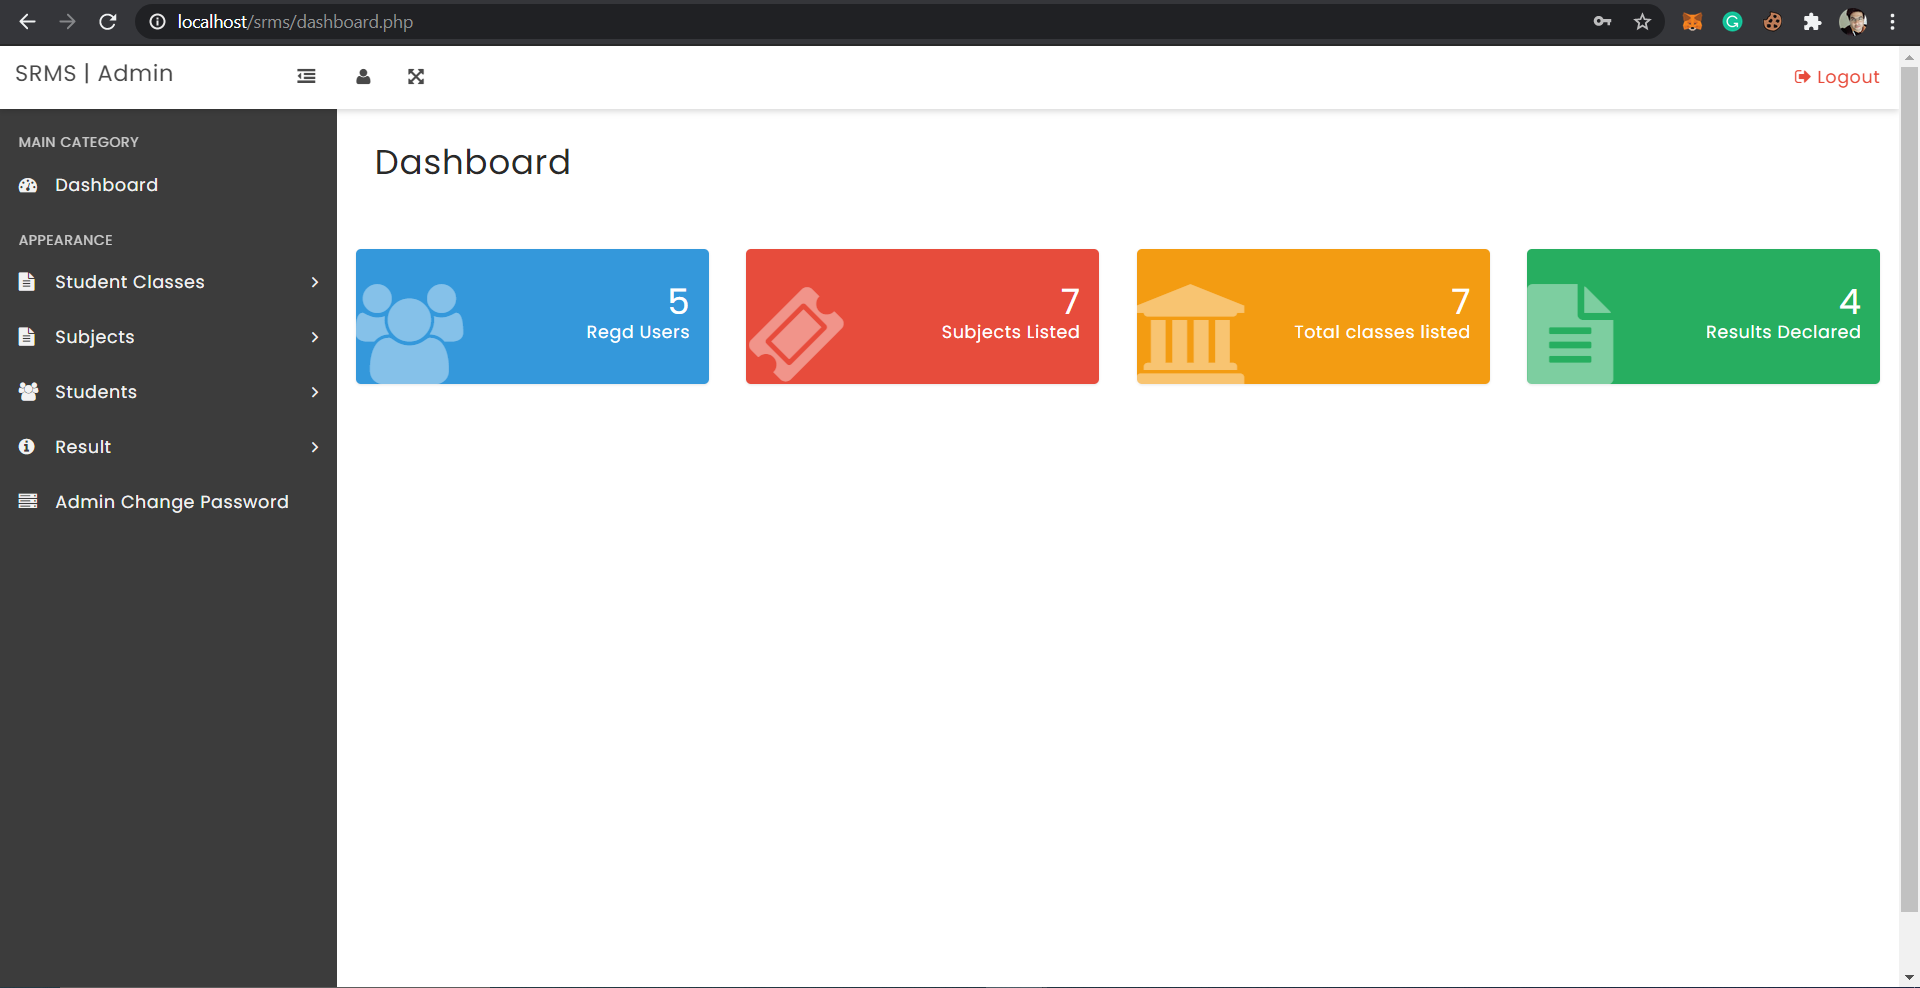 localhost/srms/dashboard.php
SRMS | Admin
Logout
MAIN CATEGORY
Dashboard
APPEARANCE
Student Classes
Subjects
Students
Result
Admin Change Password
Dashboard
5
Regd Users
7
Subjects Listed
7
Total classes listed
4
Results Declared